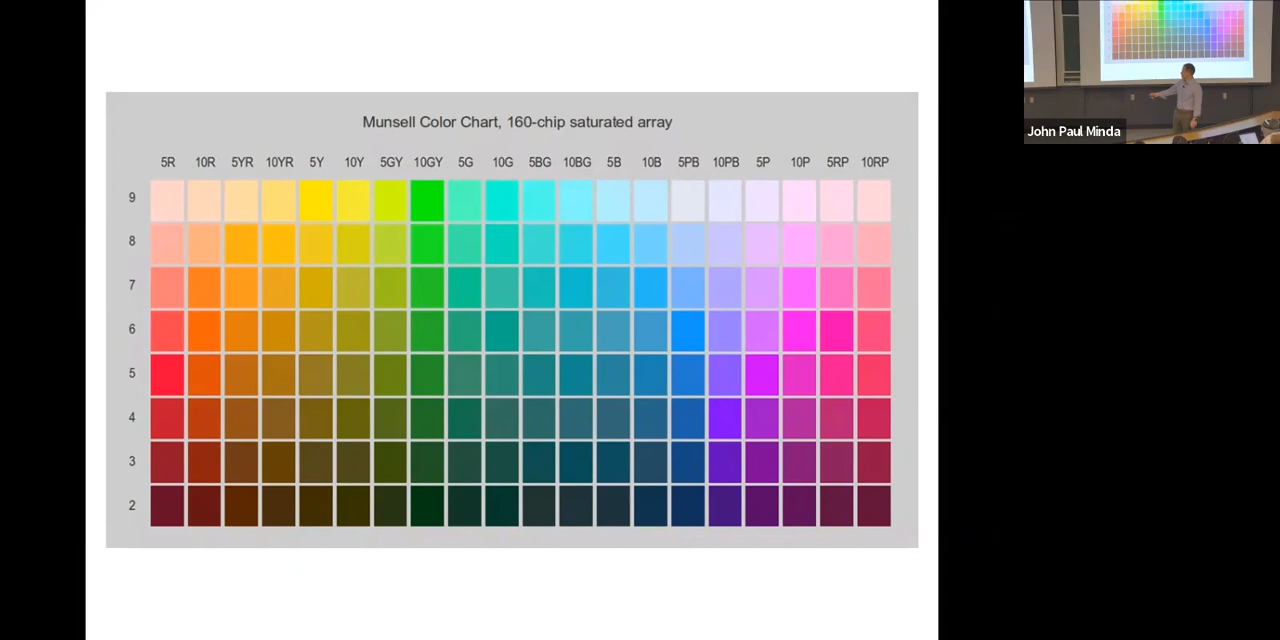 Munsell Color Chart, 160-chip saturated array
5R 10R 5YR 10YR 5Y 10Y 5GY 10GY 5G 10G 5BG 10BG 5B 10B 5PB 10PB 5P 10P 5RP 10RP
9
8
7
6
5
4
3
2
John Paul Minda